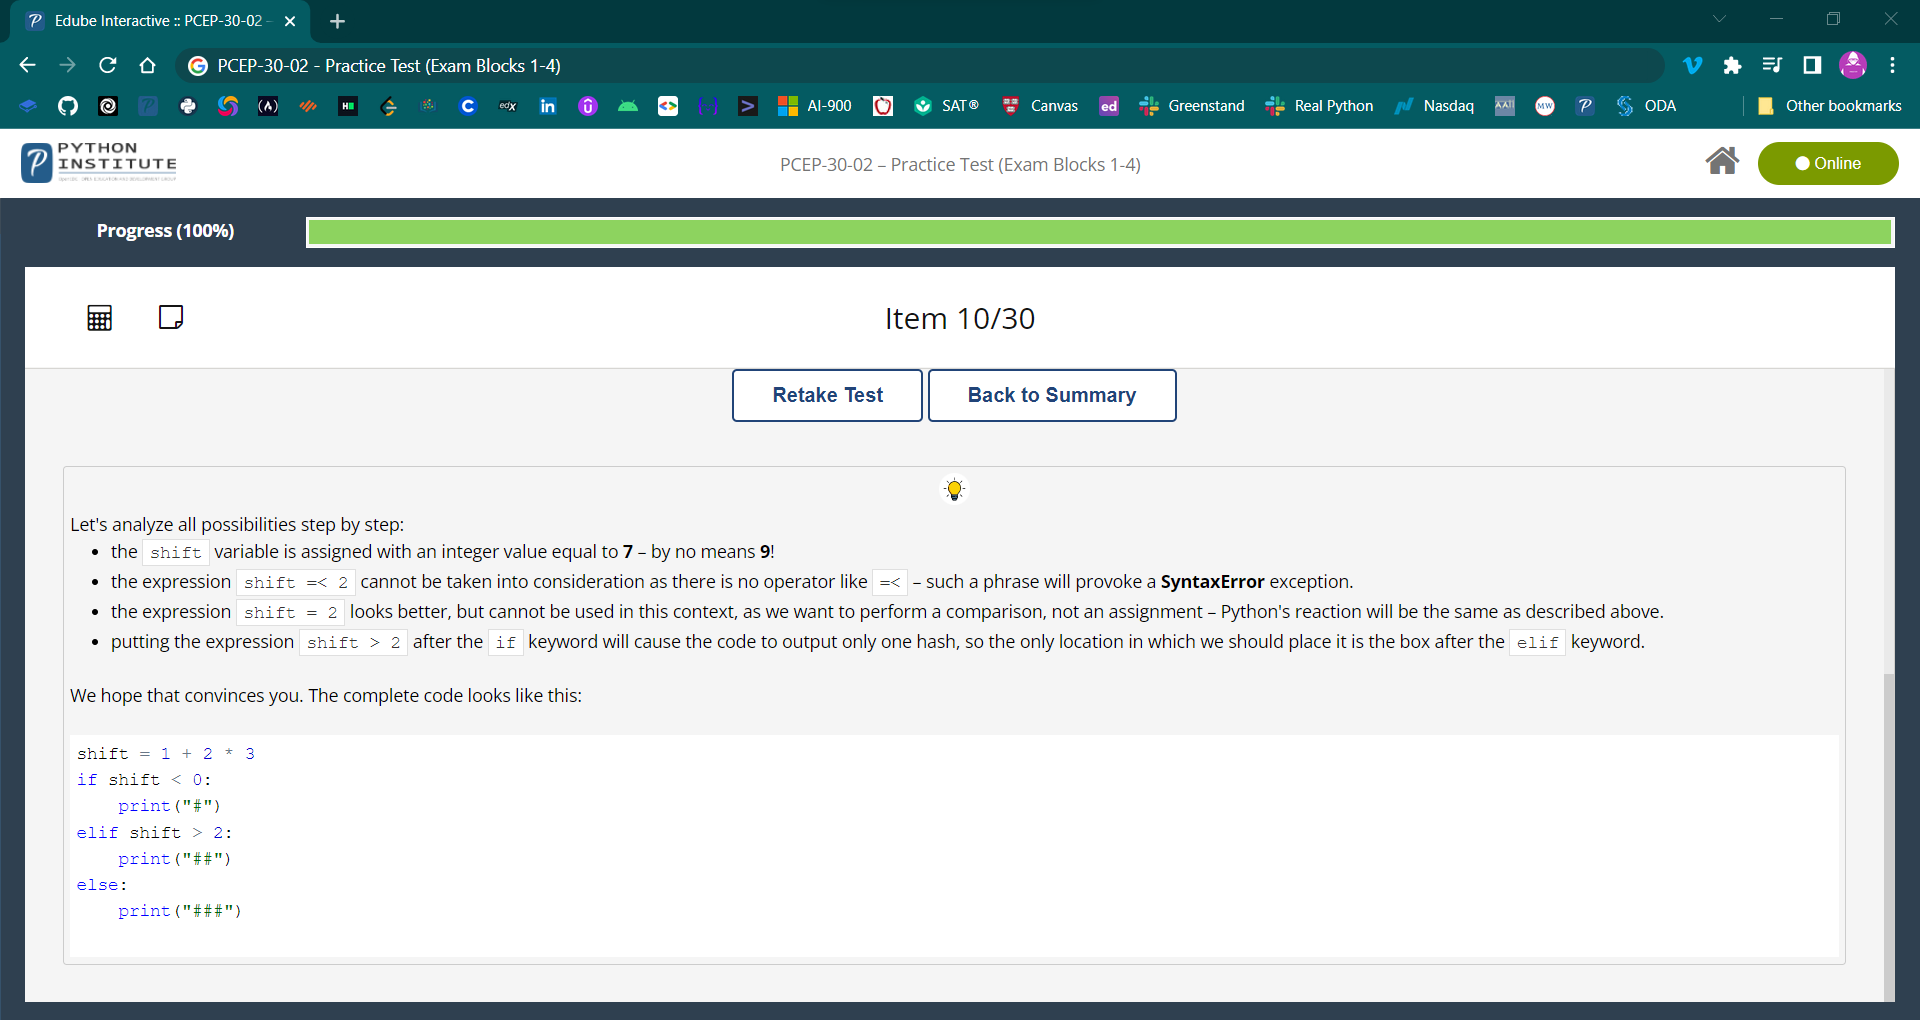 Edube Interactive :: PCEP-30-02 -
PCEP-30-02 - Practice Test (Exam Blocks 1-4)
AI-900
SAT®
Canvas
ed
Greenstand
Real Python
Nasdaq
MW
ODA
Other bookmarks
PYTHON
INSTITUTE
PCEP-30-02 – Practice Test (Exam Blocks 1-4)
Online
Progress (100%)
Item 10/30
Retake Test
Back to Summary
Let's analyze all possibilities step by step:
• the shift variable is assigned with an integer value equal to 7 – by no means 9!
• the expression shift =< 2 cannot be taken into consideration as there is no operator like =< – such a phrase will provoke a SyntaxError exception.
• the expression shift = 2 looks better, but cannot be used in this context, as we want to perform a comparison, not an assignment – Python's reaction will be the same as described above.
• putting the expression shift > 2 after the if keyword will cause the code to output only one hash, so the only location in which we should place it is the box after the elif keyword.
We hope that convinces you. The complete code looks like this:
shift = 1 + 2 * 3
if shift < 0:
    print("#")
elif shift > 2:
    print("##")
else:
    print("###")